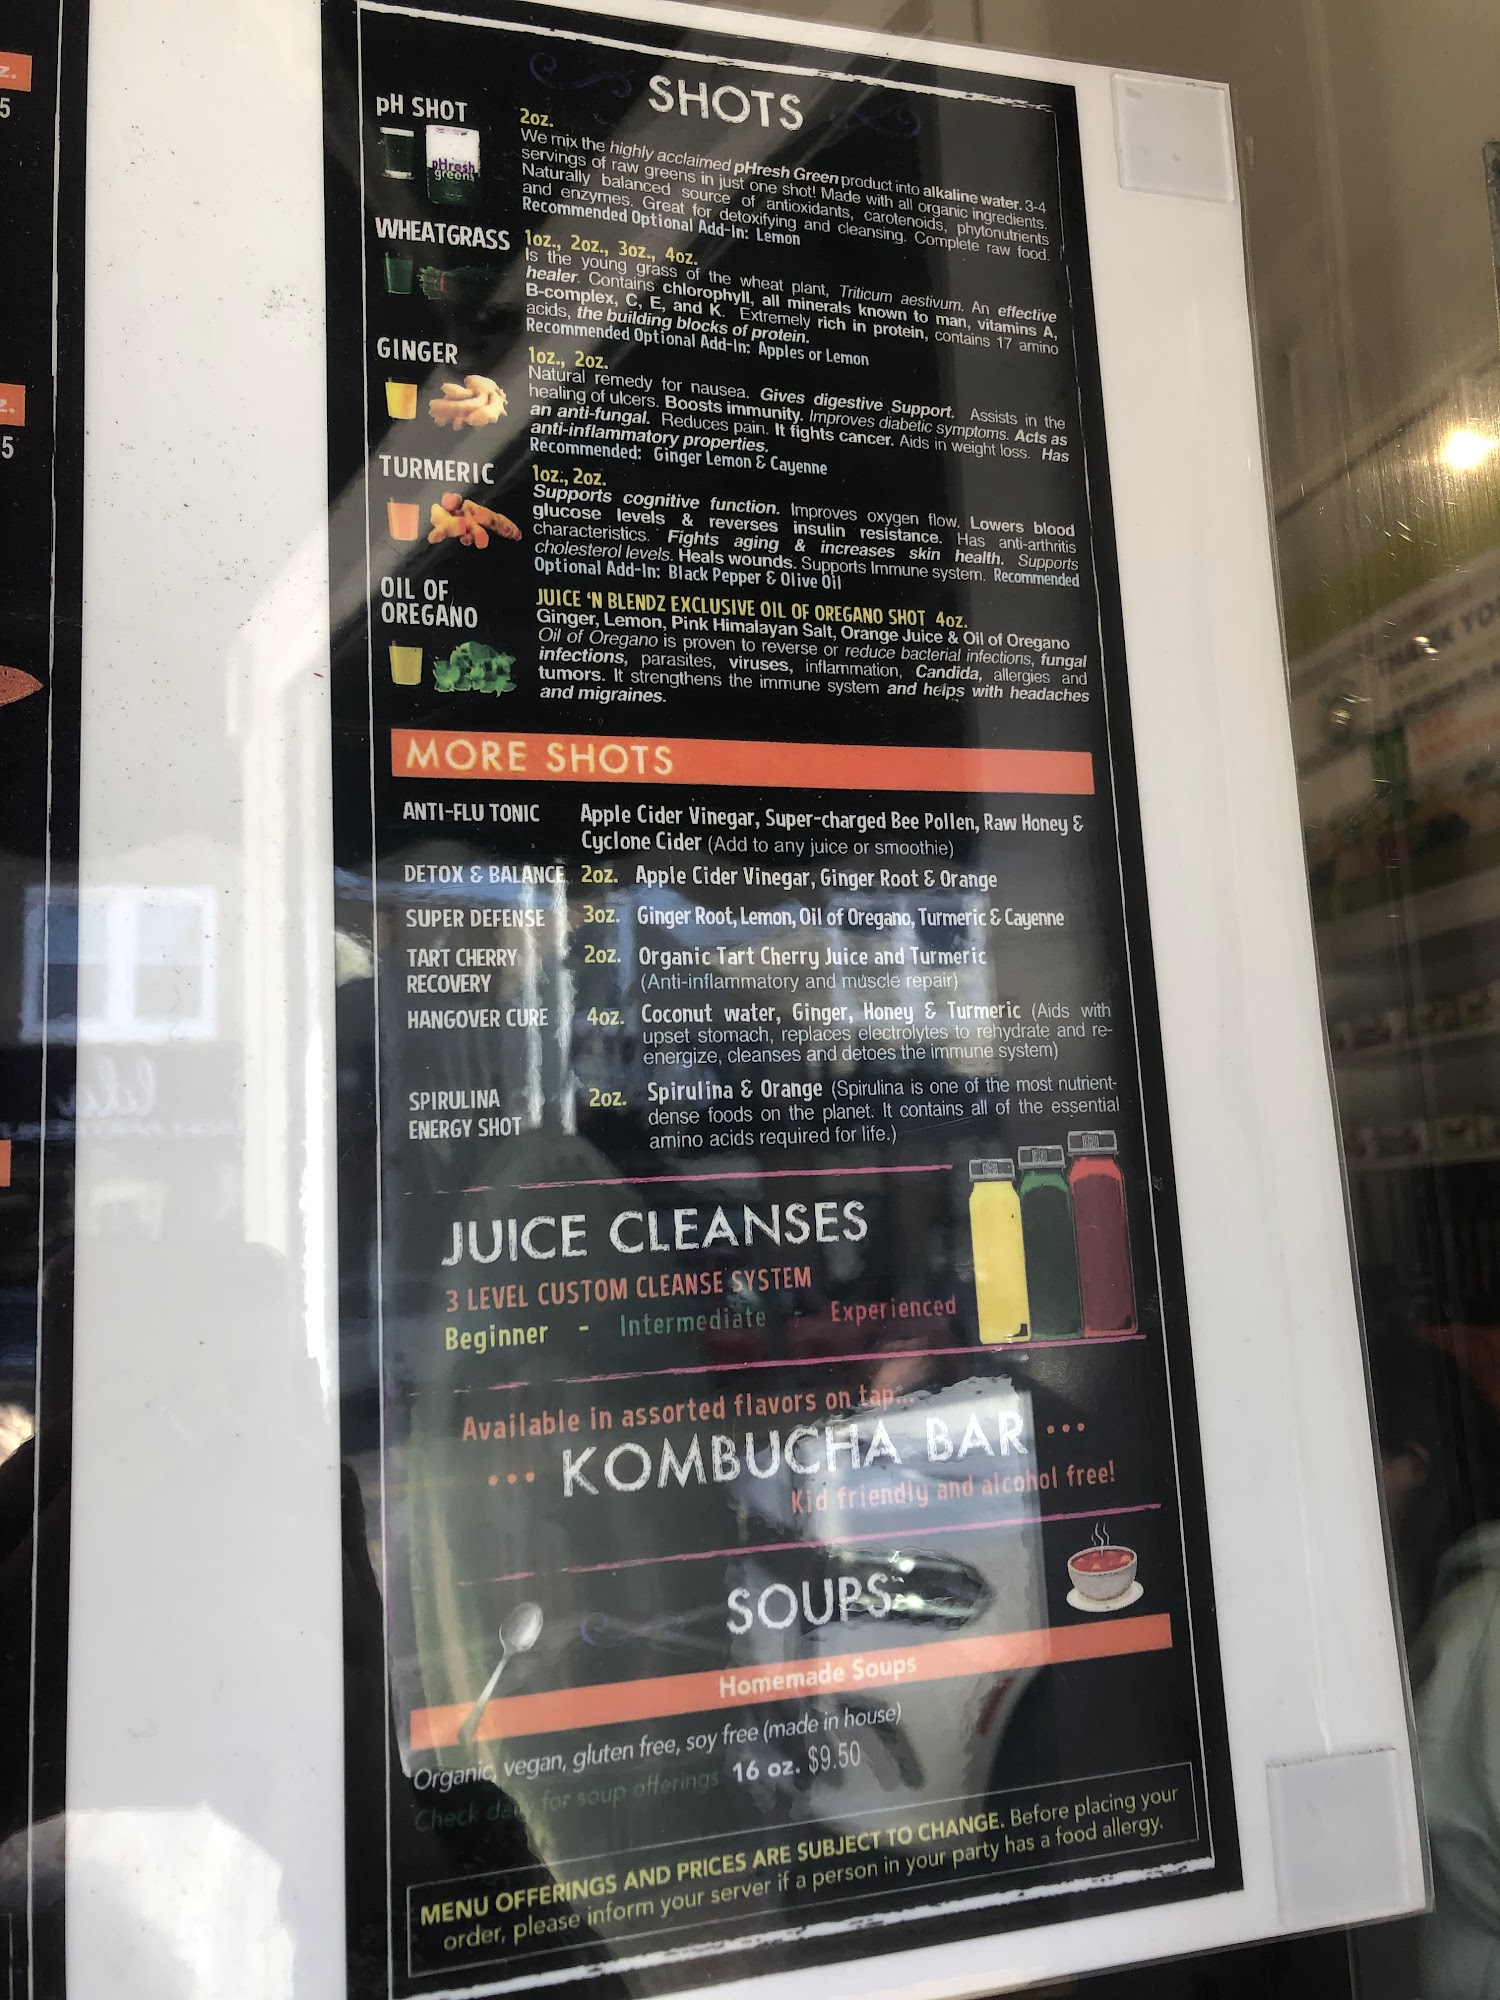 z.
5
z.
5
SHOTS
pH SHOT
pHresh
greens
2oz.
We mix the highly acclaimed pHresh Green product into alkaline water. 3-4
servings of raw greens in just one shot! Made with all organic ingredients.
Naturally balanced source of antioxidants, carotenoids, phytonutrients
and enzymes. Great for detoxifying and cleansing. Complete raw food.
Recommended Optional Add-In: Lemon
WHEATGRASS
1oz., 2oz., 3oz., 4oz.
Is the young grass of the wheat plant, Triticum aestivum. An effective
healer. Contains chlorophyll, all minerals known to man, vitamins A,
B-complex, C, E, and K. Extremely rich in protein, contains 17 amino
acids, the building blocks of protein.
Recommended Optional Add-In: Apples or Lemon
GINGER
1oz., 2oz.
Natural remedy for nausea. Gives digestive Support. Assists in the
healing of ulcers. Boosts immunity. Improves diabetic symptoms. Acts as
an anti-fungal. Reduces pain. It fights cancer. Aids in weight loss. Has
anti-inflammatory properties.
Recommended: Ginger Lemon & Cayenne
TURMERIC
1oz., 2oz.
Supports cognitive function. Improves oxygen flow. Lowers blood
glucose levels & reverses insulin resistance. Has anti-arthritis
characteristics. Fights aging & increases skin health. Supports
cholesterol levels. Heals wounds. Supports Immune system. Recommended
Optional Add-In: Black Pepper & Olive Oil
OIL OF
OREGANO
JUICE 'N BLENDZ EXCLUSIVE OIL OF OREGANO SHOT 4oz.
Ginger, Lemon, Pink Himalayan Salt, Orange Juice & Oil of Oregano
Oil of Oregano is proven to reverse or reduce bacterial infections, fungal
infections, parasites, viruses, inflammation, Candida, allergies and
tumors. It strengthens the immune system and helps with headaches
and migraines.
MORE SHOTS
ANTI-FLU TONIC
Apple Cider Vinegar, Super-charged Bee Pollen, Raw Honey &
Cyclone Cider (Add to any juice or smoothie)
DETOX & BALANCE 2oz. Apple Cider Vinegar, Ginger Root & Orange
SUPER DEFENSE 3oz. Ginger Root, Lemon, Oil of Oregano, Turmeric & Cayenne
TART CHERRY
RECOVERY
2oz. Organic Tart Cherry Juice and Turmeric
(Anti-inflammatory and muscle repair)
HANGOVER CURE
4oz. Coconut water, Ginger, Honey & Turmeric (Aids with
upset stomach, replaces electrolytes to rehydrate and re-
energize, cleanses and detoes the immune system)
SPIRULINA
ENERGY SHOT
2oz. Spirulina & Orange (Spirulina is one of the most nutrient-
dense foods on the planet. It contains all of the essential
amino acids required for life.)
JUICE CLEANSES
3 LEVEL CUSTOM CLEANSE SYSTEM
Beginner - Intermediate - Experienced
Available in assorted flavors on tap...
... KOMBUCHA BAR ...
Kid friendly and alcohol free!
SOUPS
Homemade Soups
Organic, vegan, gluten free, soy free (made in house)
Check daily for soup offerings 16 oz. $9.50
MENU OFFERINGS AND PRICES ARE SUBJECT TO CHANGE. Before placing your
order, please inform your server if a person in your party has a food allergy.
THANK YO